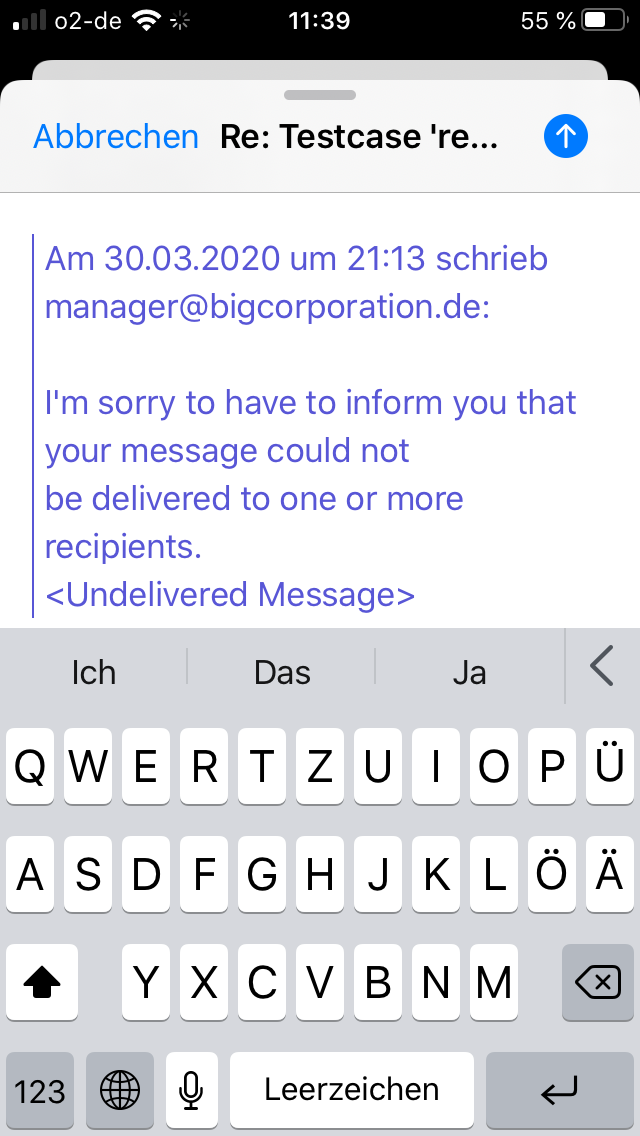 o2-de 11:39 55 %
Abbrechen Re: Testcase 're...
Am 30.03.2020 um 21:13 schrieb
manager@bigcorporation.de:
I'm sorry to have to inform you that
your message could not
be delivered to one or more
recipients.
<Undelivered Message>
Ich Das Ja
Q W E R T Z U I O P Ü
A S D F G H J K L Ö Ä
Y X C V B N M
123 Leerzeichen